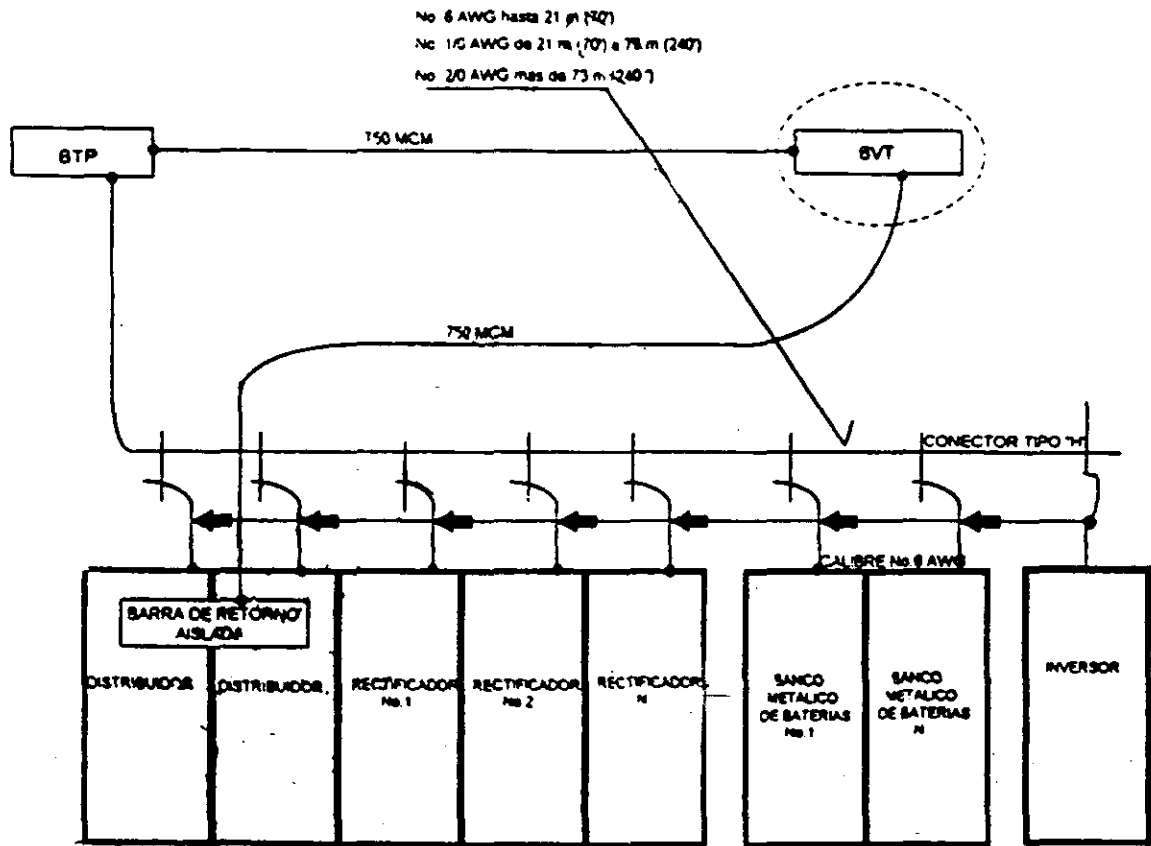 No 6 AWG hasta 21 m (70')
No 1/0 AWG de 21 m (70') a 73 m (240')
No 2/0 AWG mas de 73 m (240')
BTP
750 MCM
BVT
750 MCM
CONECTOR TIPO "H"
CALIBRE No. 6 AWG
BARRA DE RETORNO
AISLADA
DISTRIBUIDOR
DISTRIBUIDOR
RECTIFICADOR
No.1
RECTIFICADOR
No 2
RECTIFICADOR
N
BANCO
METALICO
DE BATERIAS
No.1
BANCO
METALICO
DE BATERIAS
N
INVERSOR